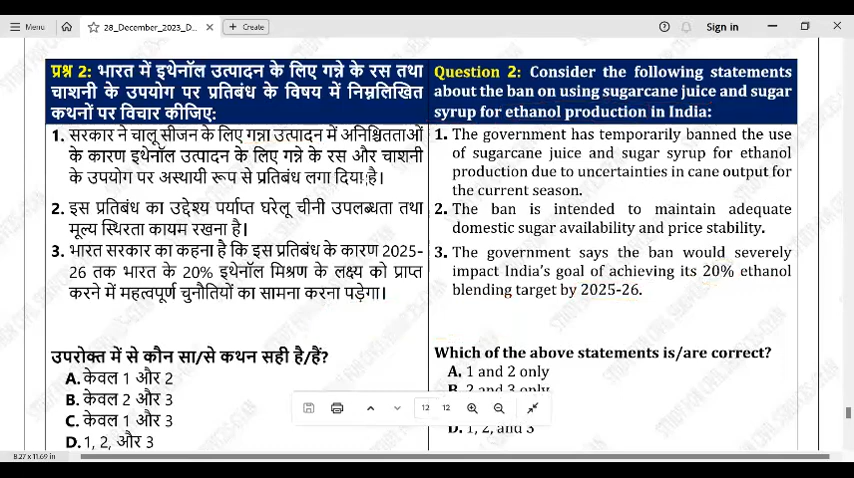 Menu
28_December_2023_D...
+ Create
Sign in
प्रश्न 2: भारत में इथेनॉल उत्पादन के लिए गन्ने के रस तथा
चाशनी के उपयोग पर प्रतिबंध के विषय में निम्नलिखित
कथनों पर विचार कीजिए:
1. सरकार ने चालू सीजन के लिए गन्ना उत्पादन में अनिश्चितताओं
के कारण इथेनॉल उत्पादन के लिए गन्ने के रस और चाशनी
के उपयोग पर अस्थायी रूप से प्रतिबंध लगा दिया है।
2. इस प्रतिबंध का उद्देश्य पर्याप्त घरेलू चीनी उपलब्धता तथा
मूल्य स्थिरता कायम रखना है।
3. भारत सरकार का कहना है कि इस प्रतिबंध के कारण 2025-
26 तक भारत के 20% इथेनॉल मिश्रण के लक्ष्य को प्राप्त
करने में महत्वपूर्ण चुनौतियों का सामना करना पड़ेगा।
उपरोक्त में से कौन सा/से कथन सही है/हैं?
A. केवल 1 और 2
B. केवल 2 और 3
C. केवल 1 और 3
D. 1, 2, और 3
Question 2: Consider the following statements
about the ban on using sugarcane juice and sugar
syrup for ethanol production in India:
1. The government has temporarily banned the use
of sugarcane juice and sugar syrup for ethanol
production due to uncertainties in cane output for
the current season.
2. The ban is intended to maintain adequate
domestic sugar availability and price stability.
3. The government says the ban would severely
impact India's goal of achieving its 20% ethanol
blending target by 2025-26.
Which of the above statements is/are correct?
A. 1 and 2 only
B. 2 and 3 only
D. 1, 2, and 3
12 12
8.27 x 11.69 in